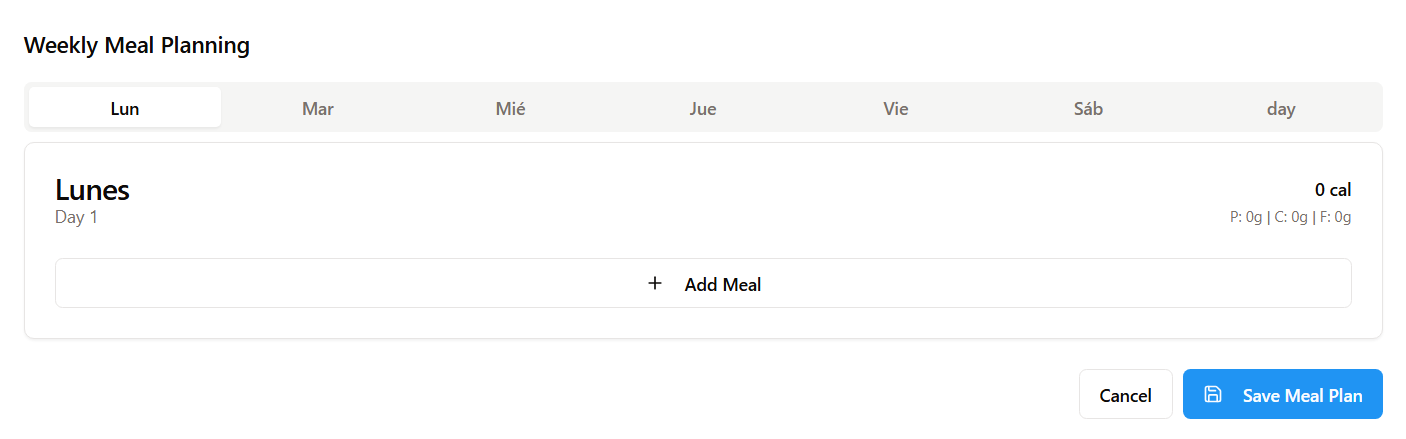 Weekly Meal Planning
Lun Mar Mié Jue Vie Sáb day
Lunes
0 cal
Day 1
P: 0g | C: 0g | F: 0g
Add Meal
Cancel Save Meal Plan